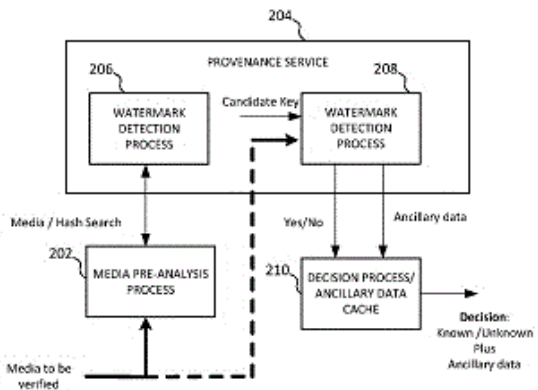 204
PROVENANCE SERVICE
206
WATERMARK
DETECTION
PROCESS
Candidate Key
208
WATERMARK
DETECTION
PROCESS
Media / Hash Search
Yes/No
Ancillary data
202
MEDIA PRE-ANALYSIS
PROCESS
210
DECISION PROCESS/
ANCILLARY DATA
CACHE
Decision:
Known /Unknown
Plus
Ancillary data
Media to be
verified